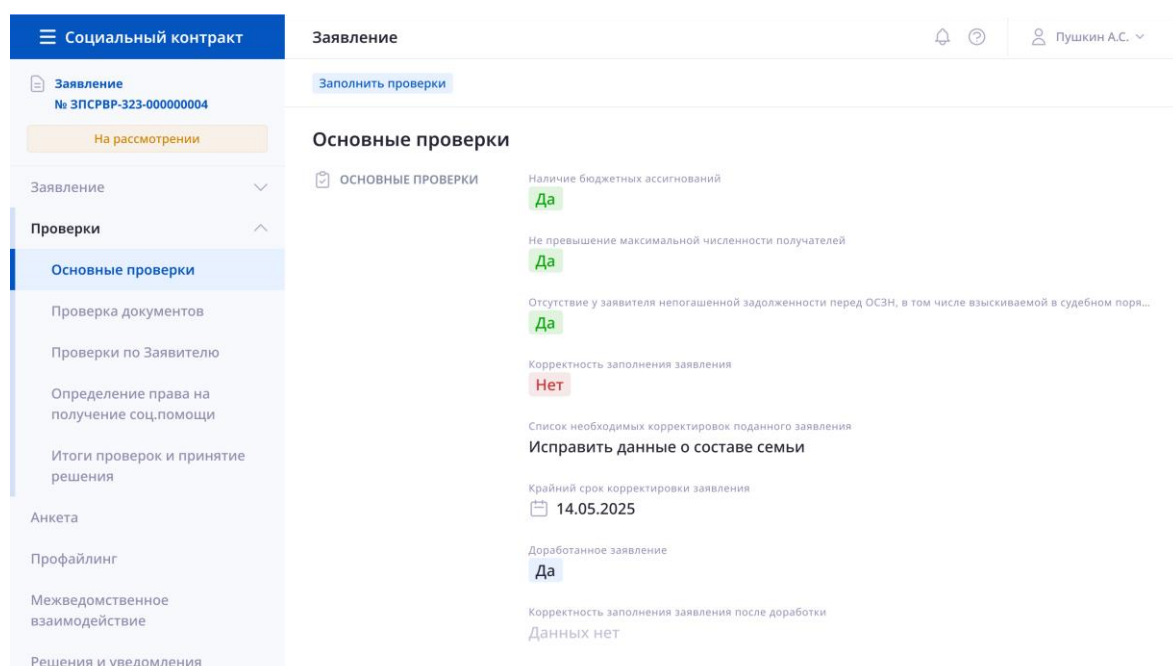 Социальный контракт
Заявление
Пушкин А.С.
Заявление
№ ЗПСРВР-323-000000004
На рассмотрении
Заявление
Проверки
Основные проверки
Проверка документов
Проверки по Заявителю
Определение права на
получение соц.помощи
Итоги проверок и принятие
решения
Анкета
Профайлинг
Межведомственное
взаимодействие
Решения и уведомления
Заполнить проверки
Основные проверки
ОСНОВНЫЕ ПРОВЕРКИ
Наличие бюджетных ассигнований
Да
Не превышение максимальной численности получателей
Да
Отсутствие у заявителя непогашенной задолженности перед ОСЗН, в том числе взыскиваемой в судебном поря...
Да
Корректность заполнения заявления
Нет
Список необходимых корректировок поданного заявления
Исправить данные о составе семьи
Крайний срок корректировки заявления
14.05.2025
Доработанное заявление
Да
Корректность заполнения заявления после доработки
Данных нет